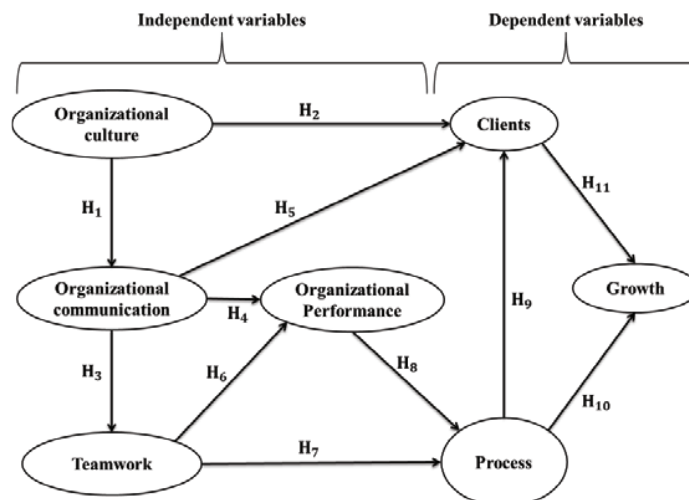 Independent variables
Dependent variables
Organizational
culture
H₂
Clients
H₁
H₅
H₁₁
Organizational
communication
H₄
Organizational
Performance
H₉
Growth
H₃
H₆
H₈
H₁₀
Teamwork
H₇
Process